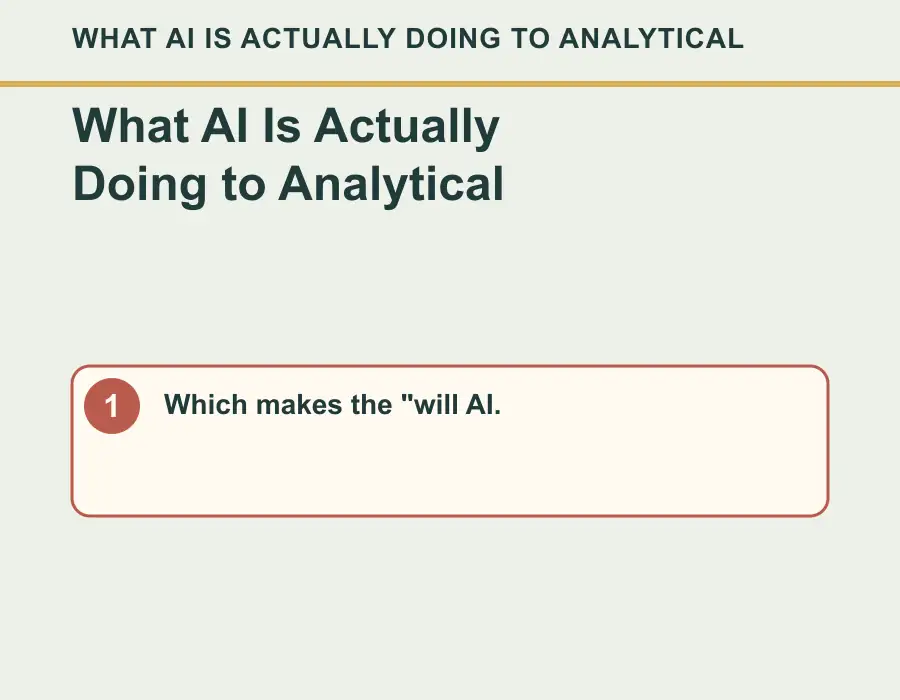 WHAT AI IS ACTUALLY DOING TO ANALYTICAL
What AI Is Actually
Doing to Analytical
1 Which makes the "will AI.